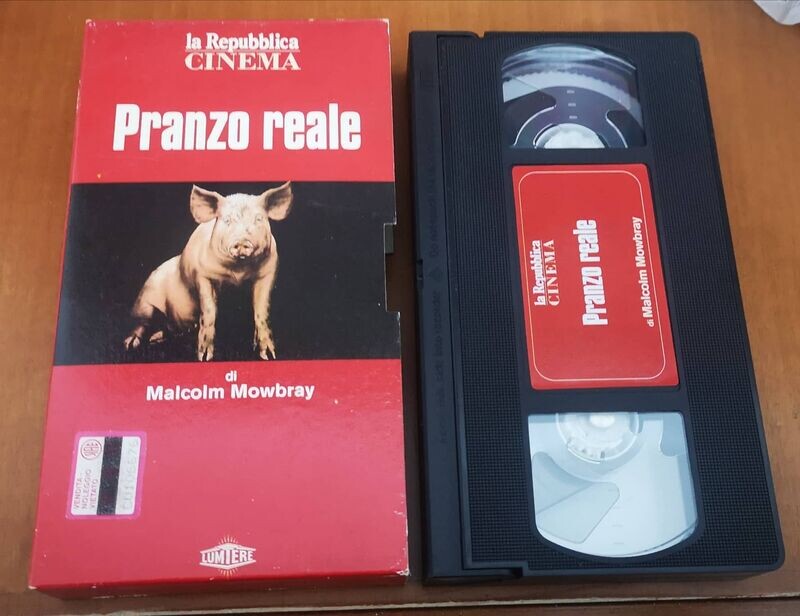 la Repubblica
CINEMA
Pranzo reale
di
Malcolm Mowbray
SIAE
VENDITA
NOLEGGIO
VIETATO
LUMIERE
la Repubblica
CINEMA
Pranzo reale
di Malcolm Mowbray